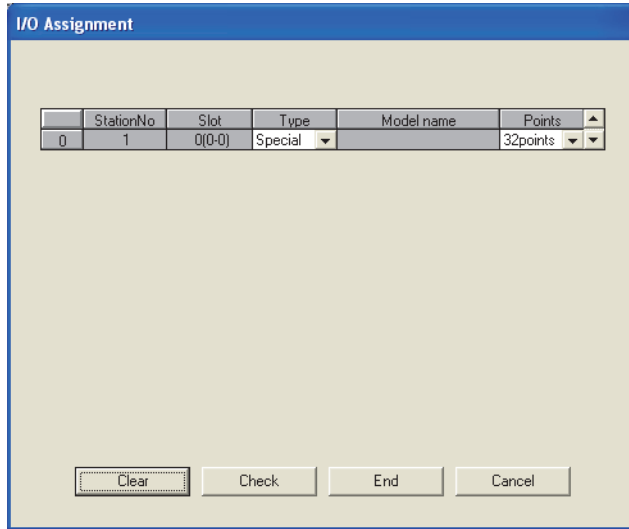 I/O Assignment
StationNo Slot Type Model name Points
0 1 0(0-0) Special 32points
Clear Check End Cancel